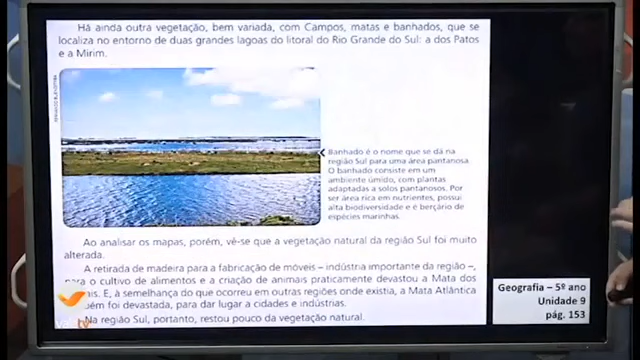 Há ainda outra vegetação, bem variada, com Campos, matas e banhados, que se
localiza no entorno de duas grandes lagoas do litoral do Rio Grande do Sul: a dos Patos
e a Mirim.
Banhado é o nome que se dá na
região Sul para uma área pantanosa.
O banhado consiste em um
ambiente úmido, com plantas
adaptadas a solos pantanosos. Por
ser área rica em nutrientes, possui
alta biodiversidade e é berçário de
espécies marinhas.
Ao analisar os mapas, porém, vê-se que a vegetação natural da região Sul foi muito
alterada.
A retirada de madeira para a fabricação de móveis – indústria importante da região –,
para o cultivo de alimentos e a criação de animais praticamente devastou a Mata dos
E, à semelhança do que ocorreu em outras regiões onde existia, a Mata Atlântica
foi devastada, para dar lugar a cidades e indústrias.
Na região Sul, portanto, restou pouco da vegetação natural.
tv
Geografia – 5º ano
Unidade 9
pág. 153